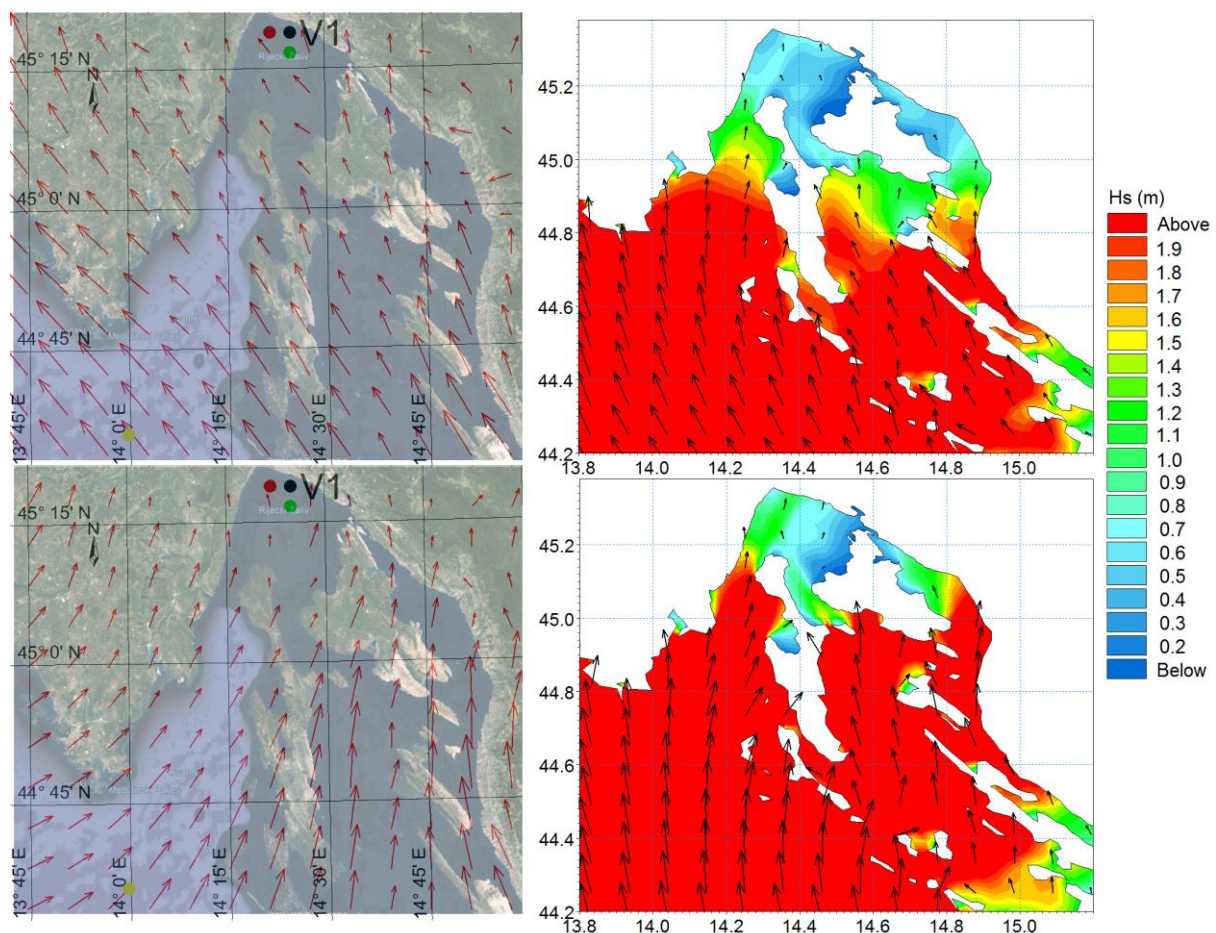 V1
Rijecki Zaliv
45° 15' N
N
45° 0' N
44° 45' N
13° 45' E
14° 0' E
14° 15' E
14° 30' E
14° 45' E
45.2
45.0
44.8
44.6
44.4
44.2
13.8 14.0 14.2 14.4 14.6 14.8 15.0
Hs (m)
Above
1.9
1.8
1.7
1.6
1.5
1.4
1.3
1.2
1.1
1.0
0.9
0.8
0.7
0.6
0.5
0.4
0.3
0.2
Below
V1
Rijecki Zaliv
45° 15' N
N
45° 0' N
44° 45' N
13° 45' E
14° 0' E
14° 15' E
14° 30' E
14° 45' E
45.2
45.0
44.8
44.6
44.4
44.2
13.8 14.0 14.2 14.4 14.6 14.8 15.0